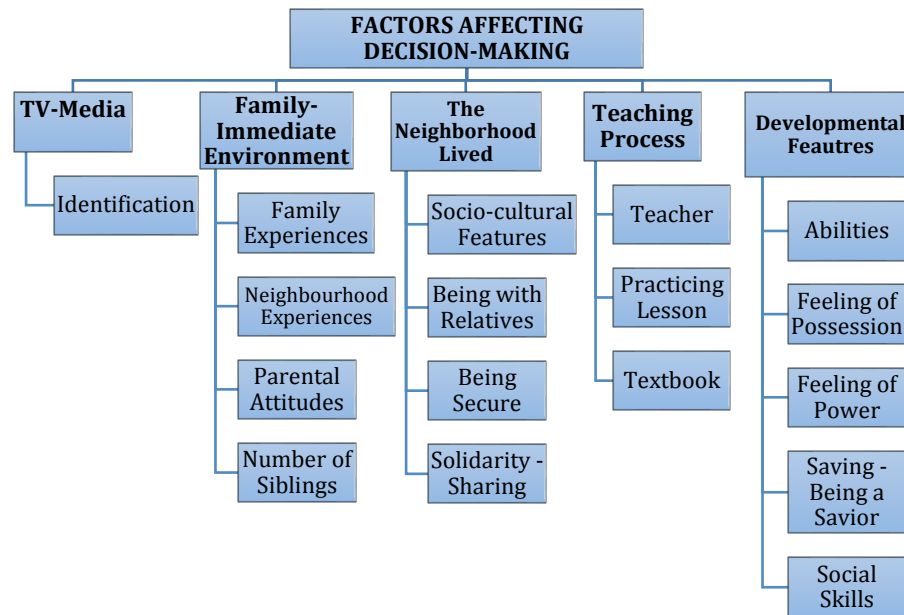 FACTORS AFFECTING
DECISION-MAKING
TV-Media
Identification
Family-
Immediate
Environment
Family
Experiences
Neighbourhood
Experiences
Parental
Attitudes
Number of
Siblings
The
Neighborhood
Lived
Socio-cultural
Features
Being with
Relatives
Being
Secure
Solidarity -
Sharing
Teaching
Process
Teacher
Practicing
Lesson
Textbook
Developmental
Feautres
Abilities
Feeling of
Possession
Feeling of
Power
Saving -
Being a
Savior
Social
Skills